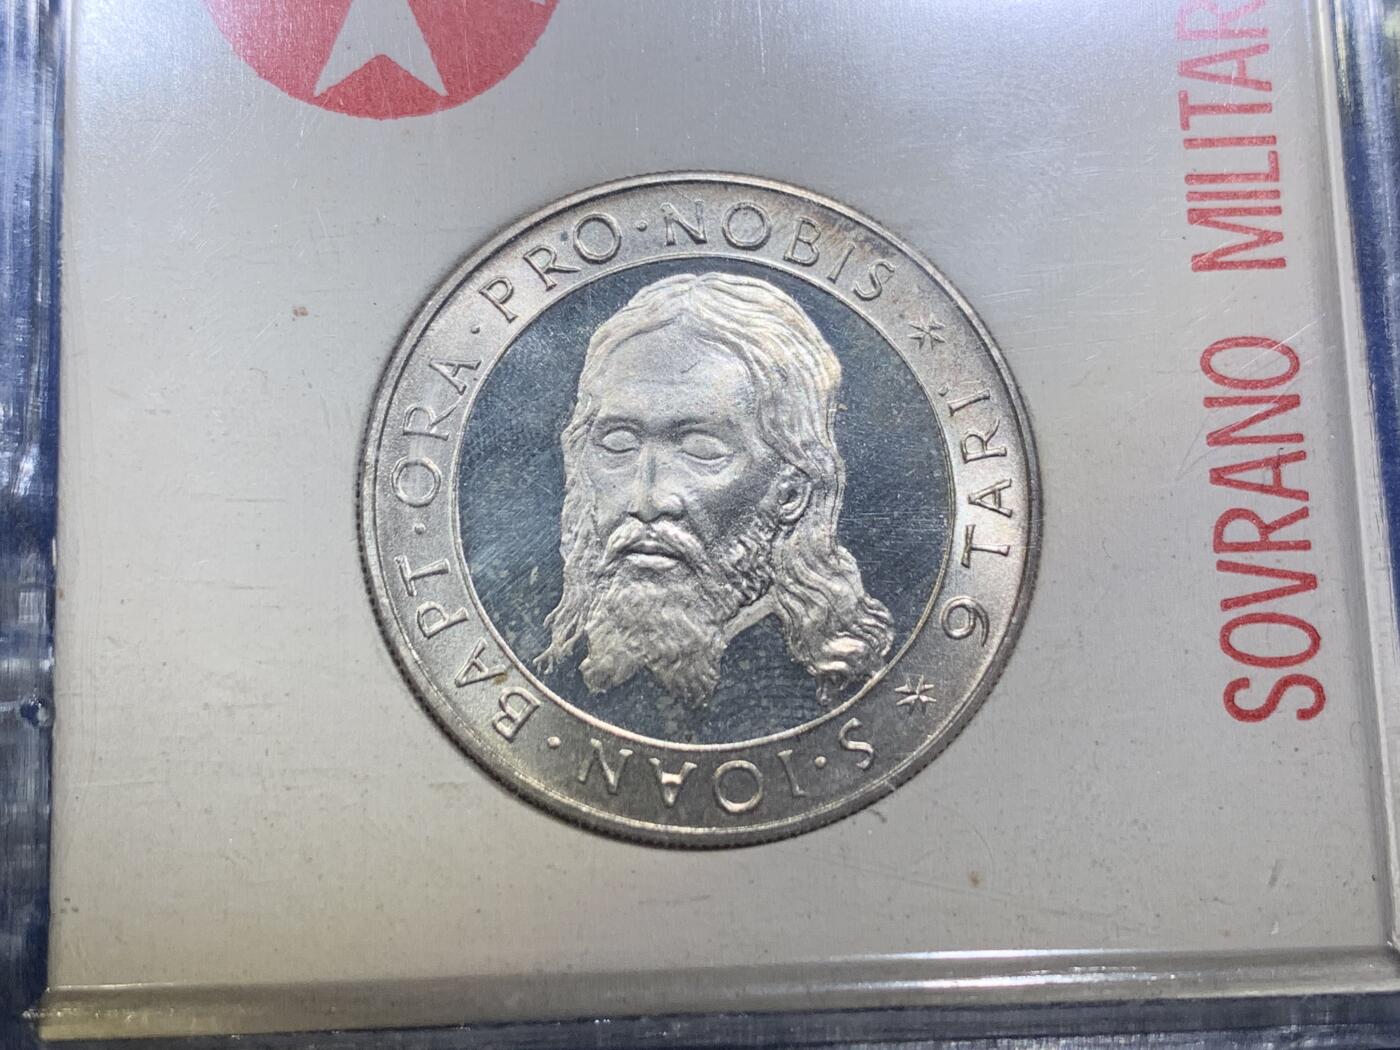 S·IOAN·BAPT·ORA·PRO·NOBIS
9 TARI
SOVRANO MILITAR